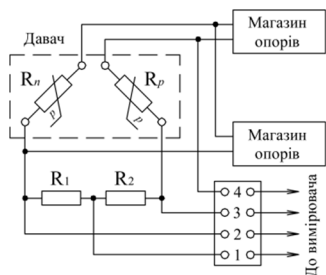 Магазин
опорів
Давач
Rп
Rр
р
р
Магазин
опорів
R1
R2
4
3
2
1
До вимірювача